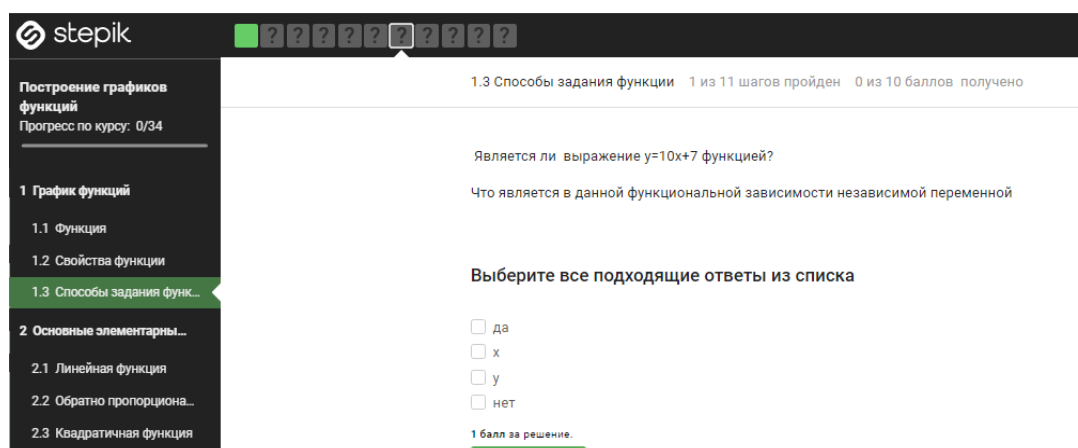 stepik
? ? ? ? ? ? ? ? ? ?
Построение графиков
функций
Прогресс по курсу: 0/34
1 График функций
1.1 Функция
1.2 Свойства функции
1.3 Способы задания функ...
2 Основные элементарны...
2.1 Линейная функция
2.2 Обратно пропорциона...
2.3 Квадратичная функция
1.3 Способы задания функции 1 из 11 шагов пройден 0 из 10 баллов получено
Является ли выражение y=10x+7 функцией?
Что является в данной функциональной зависимости независимой переменной
Выберите все подходящие ответы из списка
да
x
y
нет
1 балл за решение.